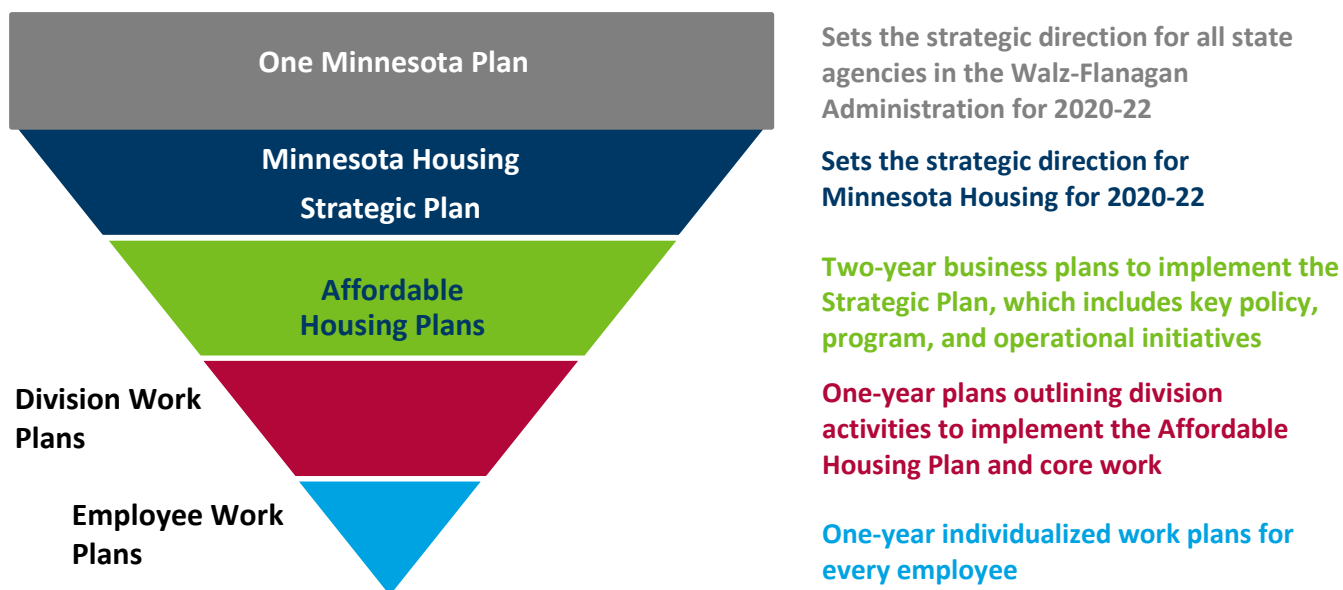 One Minnesota Plan
Sets the strategic direction for all state
agencies in the Walz-Flanagan
Administration for 2020-22
Minnesota Housing
Strategic Plan
Sets the strategic direction for
Minnesota Housing for 2020-22
Affordable
Housing Plans
Two-year business plans to implement the
Strategic Plan, which includes key policy,
program, and operational initiatives
Division Work
Plans
One-year plans outlining division
activities to implement the Affordable
Housing Plan and core work
Employee Work
Plans
One-year individualized work plans for
every employee